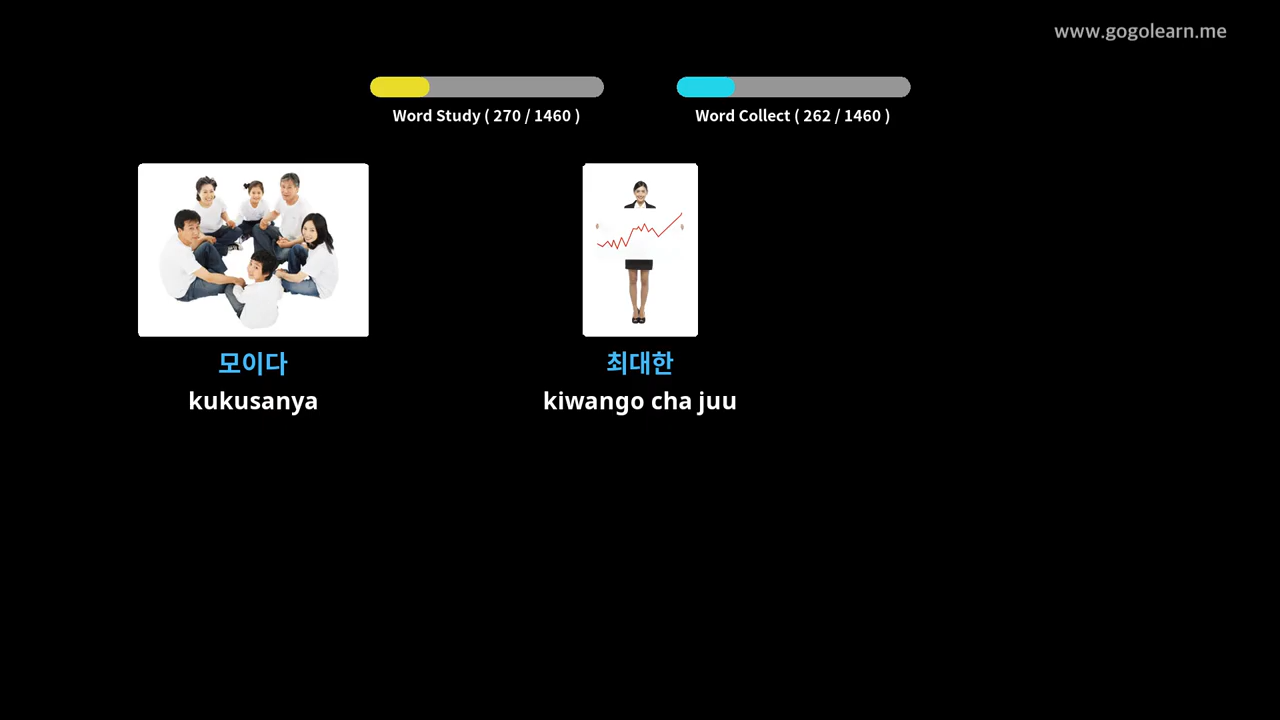 www.gogolearn.me
Word Study ( 270 / 1460 )
Word Collect ( 262 / 1460 )
모이다
kukusanya
최대한
kiwango cha juu